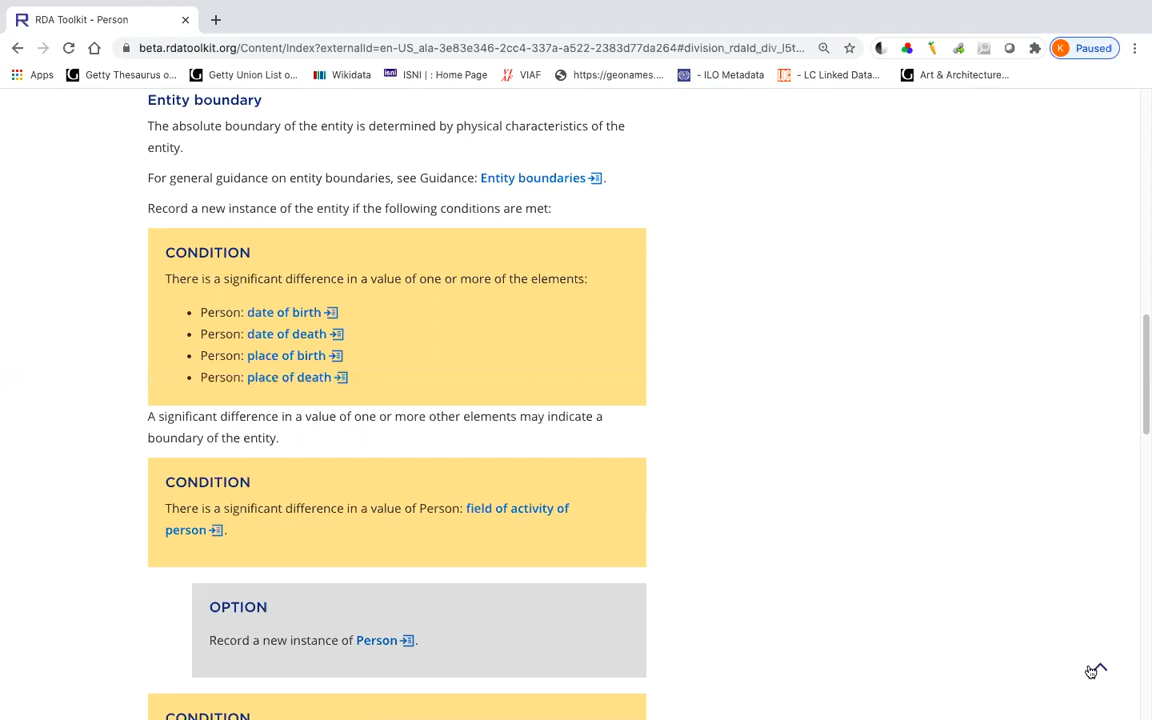 RDA Toolkit - Person
beta.rdatoolkit.org/Content/Index?externalId=en-US_ala-3e83e346-2cc4-337a-a522-2383d77da264#division_rdaId_div_l5t...
K Paused
Apps Getty Thesaurus o... Getty Union List o... Wikidata ISNI | : Home Page VIAF https://geonames.... - ILO Metadata - LC Linked Data... Art & Architecture...
Entity boundary
The absolute boundary of the entity is determined by physical characteristics of the
entity.
For general guidance on entity boundaries, see Guidance: Entity boundaries.
Record a new instance of the entity if the following conditions are met:
CONDITION
There is a significant difference in a value of one or more of the elements:
• Person: date of birth
• Person: date of death
• Person: place of birth
• Person: place of death
A significant difference in a value of one or more other elements may indicate a
boundary of the entity.
CONDITION
There is a significant difference in a value of Person: field of activity of
person.
OPTION
Record a new instance of Person.
CONDITION